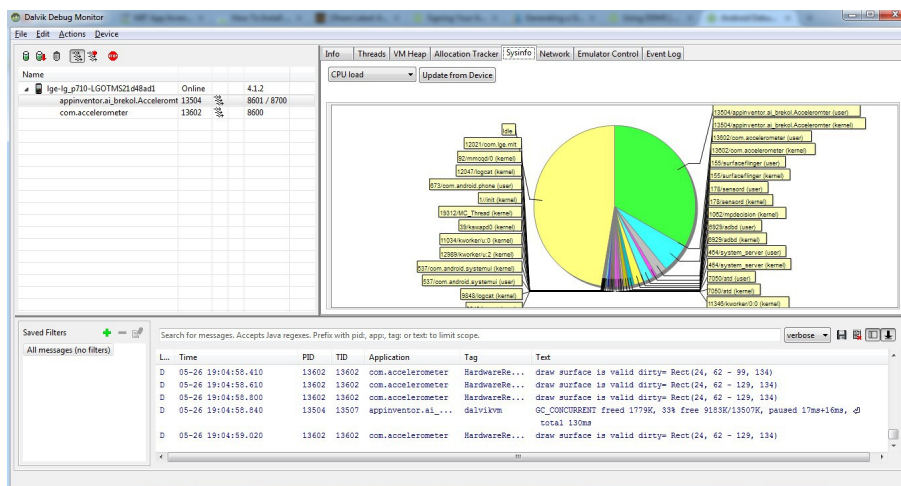 Dalvik Debug Monitor
File Edit Actions Device
Info Threads VM Heap Allocation Tracker Sysinfo Network Emulator Control Event Log
CPU load Update from Device
Name
lge-lg_p710-LGOTMS21d48ad1 Online 4.1.2
appinventor.ai_brekol.Acceleromt 13504 8601 / 8700
com.accelerometer 13602 8600
Idle
12021/com.lge.mlt
92/mmcqd/0 (kernel)
12047/logcat (kernel)
673/com.android.phone (user)
1//init (kernel)
19312/MC_Thread (kernel)
39/kswapd0 (kernel)
11034/kworker/u:0 (kernel)
12989/kworker/u:2 (kernel)
537/com.android.systemui (kernel)
537/com.android.systemui (user)
9848/logcat (kernel)
13504/appinventor.ai_brekol.Acceleromter (user)
13504/appinventor.ai_brekol.Acceleromter (kernel)
13602/com.accelerometer (user)
13602/com.accelerometer (kernel)
155/surfaceflinger (user)
155/surfaceflinger (kernel)
178/sensord (user)
178/sensord (kernel)
1062/mpdecision (kernel)
6929/adbd (user)
6929/adbd (kernel)
454/system_server (user)
454/system_server (kernel)
7050/atd (user)
7050/atd (kernel)
11346/kworker/0:0 (kernel)
Saved Filters
All messages (no filters)
Search for messages. Accepts Java regexes. Prefix with pid:, app:, tag: or text: to limit scope. verbose
L... Time PID TID Application Tag Text
D 05-26 19:04:58.410 13602 13602 com.accelerometer HardwareRe... draw surface is valid dirty= Rect(24, 62 - 99, 134)
D 05-26 19:04:58.610 13602 13602 com.accelerometer HardwareRe... draw surface is valid dirty= Rect(24, 62 - 129, 134)
D 05-26 19:04:58.800 13602 13602 com.accelerometer HardwareRe... draw surface is valid dirty= Rect(24, 62 - 129, 134)
D 05-26 19:04:58.840 13504 13507 appinventor.ai_... dalvikvm GC_CONCURRENT freed 1779K, 33% free 9183K/13507K, paused 17ms+16ms,
total 130ms
D 05-26 19:04:59.020 13602 13602 com.accelerometer HardwareRe... draw surface is valid dirty= Rect(24, 62 - 129, 134)